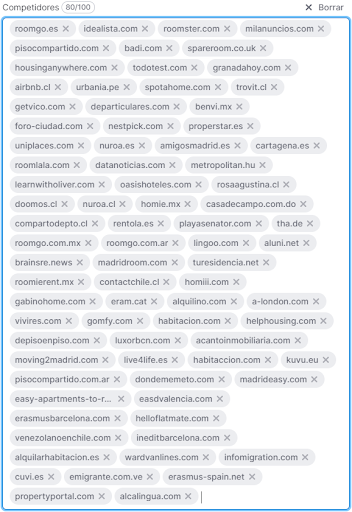 Competidores 80/100 × Borrar
roomgo.es × idealista.com × roomster.com × milanuncios.com ×
pisocompartido.com × badi.com × spareroom.co.uk ×
housinganywhere.com × todotest.com × granadahoy.com ×
airbnb.cl × urbania.pe × spotahome.com × trovit.cl ×
getvico.com × departiculares.com × benvi.mx ×
foro-ciudad.com × nestpick.com × properstar.es ×
uniplaces.com × nuroa.es × amigosmadrid.es × cartagena.es ×
roomlala.com × datanoticias.com × metropolitan.hu ×
learnwitholiver.com × oasishoteles.com × rosaagustina.cl ×
doomos.cl × nuroa.cl × homie.mx × casadecampo.com.do ×
compartodepto.cl × rentola.es × playasenator.com × tha.de ×
roomgo.com.mx × roomgo.com.ar × lingoo.com × aluni.net ×
brainsre.news × madridroom.com × turesidencia.net ×
roomierent.mx × contactchile.cl × homiii.com ×
gabinohome.com × eram.cat × alquilino.com × a-london.com ×
vivires.com × gomfy.com × habitacion.com × helphousing.com ×
depisoenpiso.com × luxorbcn.com × acantoinmobiliaria.com ×
moving2madrid.com × live4life.es × habitaccion.com × kuvu.eu ×
pisocompartido.com.ar × dondememeto.com × madrideasy.com ×
easy-apartments-to-r... × easdvalencia.com ×
erasmusbarcelona.com × helloflatmate.com ×
venezolanoenchile.com × ineditbarcelona.com ×
alquilarhabitacion.es × wardvanlines.com × infomigration.com ×
cuvi.es × emigrante.com.ve × erasmus-spain.net ×
propertyportal.com × alcalingua.com ×